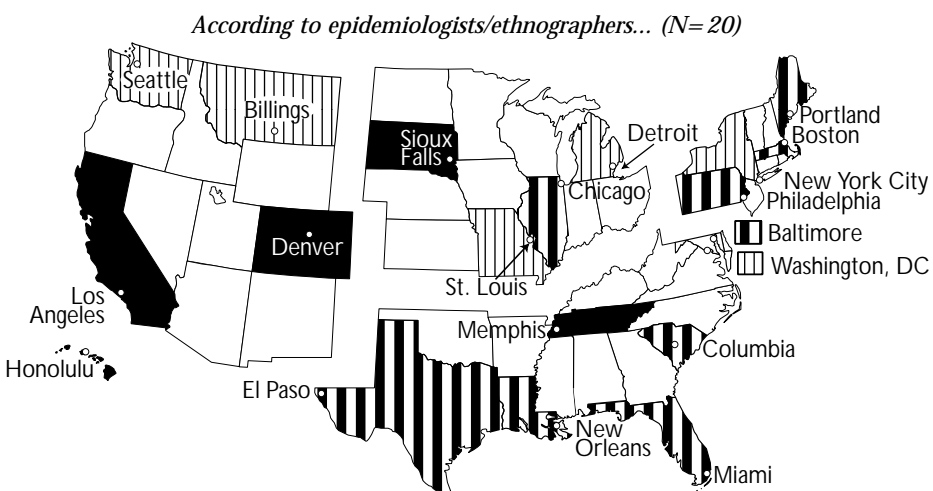 According to epidemiologists/ethnographers... (N=20)
Seattle
Billings
Sioux
Falls
Detroit
Portland
Boston
Chicago
New York City
Philadelphia
Baltimore
Denver
Washington, DC
St. Louis
Los
Angeles
Memphis
Columbia
Honolulu
El Paso
New
Orleans
Miami